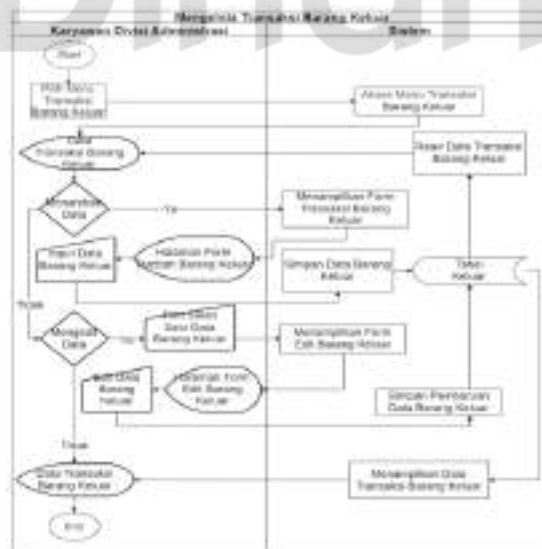 Mengelola Transaksi Barang Keluar
Karyawan Divisi Administrasi
Sistem
Start
Pilih Menu
Transaksi
Barang Keluar
Akses Menu Transaksi
Barang Keluar
Data
Transaksi Barang
Keluar
Data Transaksi
Barang Keluar
Menambah
Data
Ya
Menampilkan Form
Transaksi Barang
Keluar
Input Data
Barang Keluar
Halaman Form
Tambah Barang Keluar
Simpan Data Barang
Keluar
Tabel
Keluar
Tidak
Mengedit
Data
Ya
Data Barang Keluar
Menampilkan Form
Edit Barang Keluar
Edit Data
Barang
Keluar
Halaman Form
Edit Barang
Keluar
Simpan Pembaruan
Data Barang Keluar
Tidak
Data Transaksi
Barang Keluar
Menampilkan Data
Transaksi Barang Keluar
End